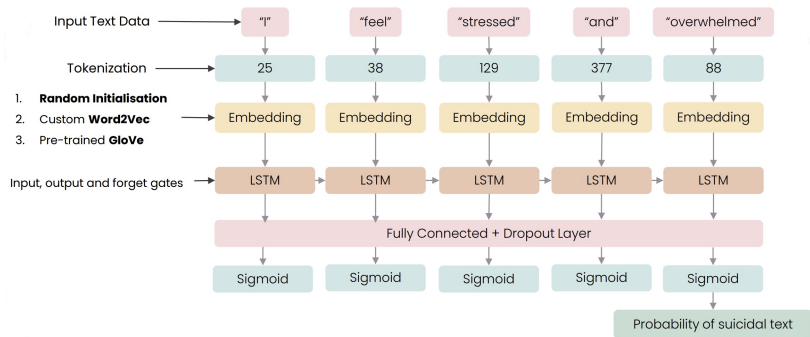 Input Text Data
“I”
“feel”
“stressed”
“and”
“overwhelmed”
Tokenization
25
38
129
377
88
1. Random Initialisation
2. Custom Word2Vec
3. Pre-trained GloVe
Embedding
Embedding
Embedding
Embedding
Embedding
Input, output and forget gates
LSTM
LSTM
LSTM
LSTM
LSTM
Fully Connected + Dropout Layer
Sigmoid
Sigmoid
Sigmoid
Sigmoid
Sigmoid
Probability of suicidal text